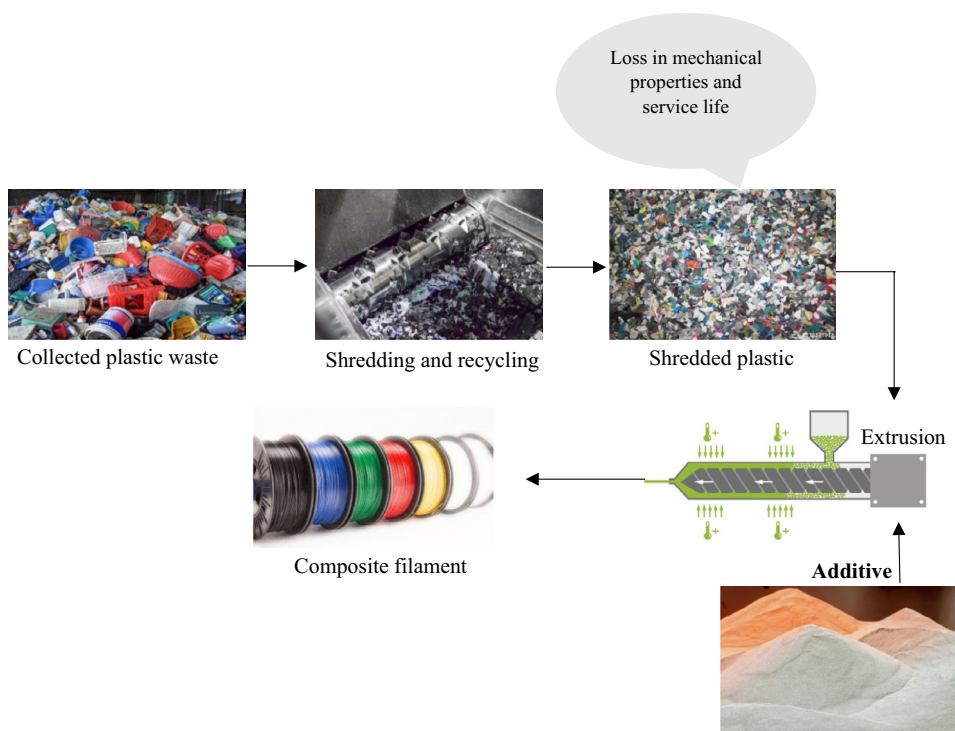 Loss in mechanical
properties and
service life
Collected plastic waste
Shredding and recycling
Shredded plastic
Extrusion
+
+
+
+
Composite filament
Additive